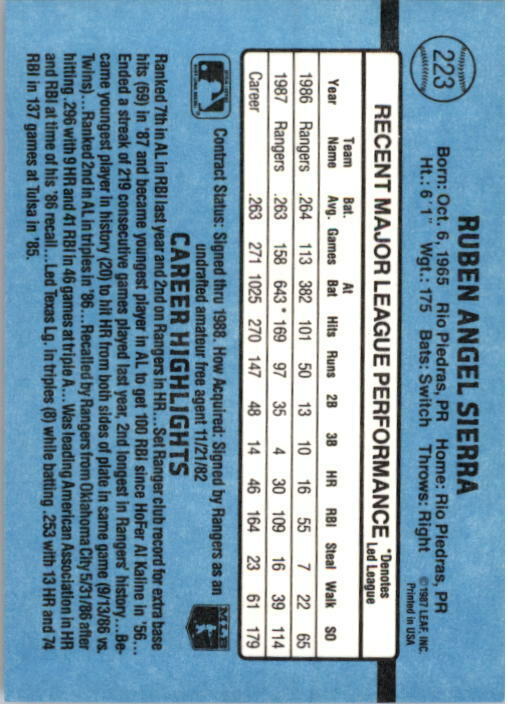 223
RUBEN ANGEL SIERRA
Born: Oct. 6, 1965 Rio Piedras, PR Home: Rio Piedras, PR
Ht.: 6' 1" Wgt.: 175 Bats: Switch Throws: Right
©1987 LEAF, INC.
Printed in USA
RECENT MAJOR LEAGUE PERFORMANCE *Denotes Led League
Year Team Name Bat. Avg. Games At Bat Hits Runs 2B 3B HR RBI Steal Walk SO
1986 Rangers .264 113 382 101 50 13 10 16 55 7 22 65
1987 Rangers .263 158 643* 169 97 35 4 30 109 16 39 114
Career .263 271 1025 270 147 48 14 46 164 23 61 179
Contract Status: Signed thru 1988. How Acquired: Signed by Rangers as an
undrafted amateur free agent 11/21/82
MLB
CAREER HIGHLIGHTS
Ranked 7th in AL in RBI last year and 2nd on Rangers in HR... Set Ranger club record for extra base
hits (69) in '87 and became youngest player in AL to get 100 RBI since HoFer Al Kaline in '56...
Ended a streak of 219 consecutive games played last year, 2nd longest in Rangers' history... Be-
came youngest player in history (20) to hit HR from both sides of plate in same game (9/13/86 vs.
Twins)... Ranked 2nd in AL in triples in '86... Recalled by Rangers from Oklahoma City 5/31/86 after
hitting .296 with 9 HR and 41 RBI in 46 games at triple A... Was leading American Association in HR
and RBI at time of his '86 recall... Led Texas Lg. in triples (8) while batting .253 with 13 HR and 74
RBI in 137 games at Tulsa in '85.